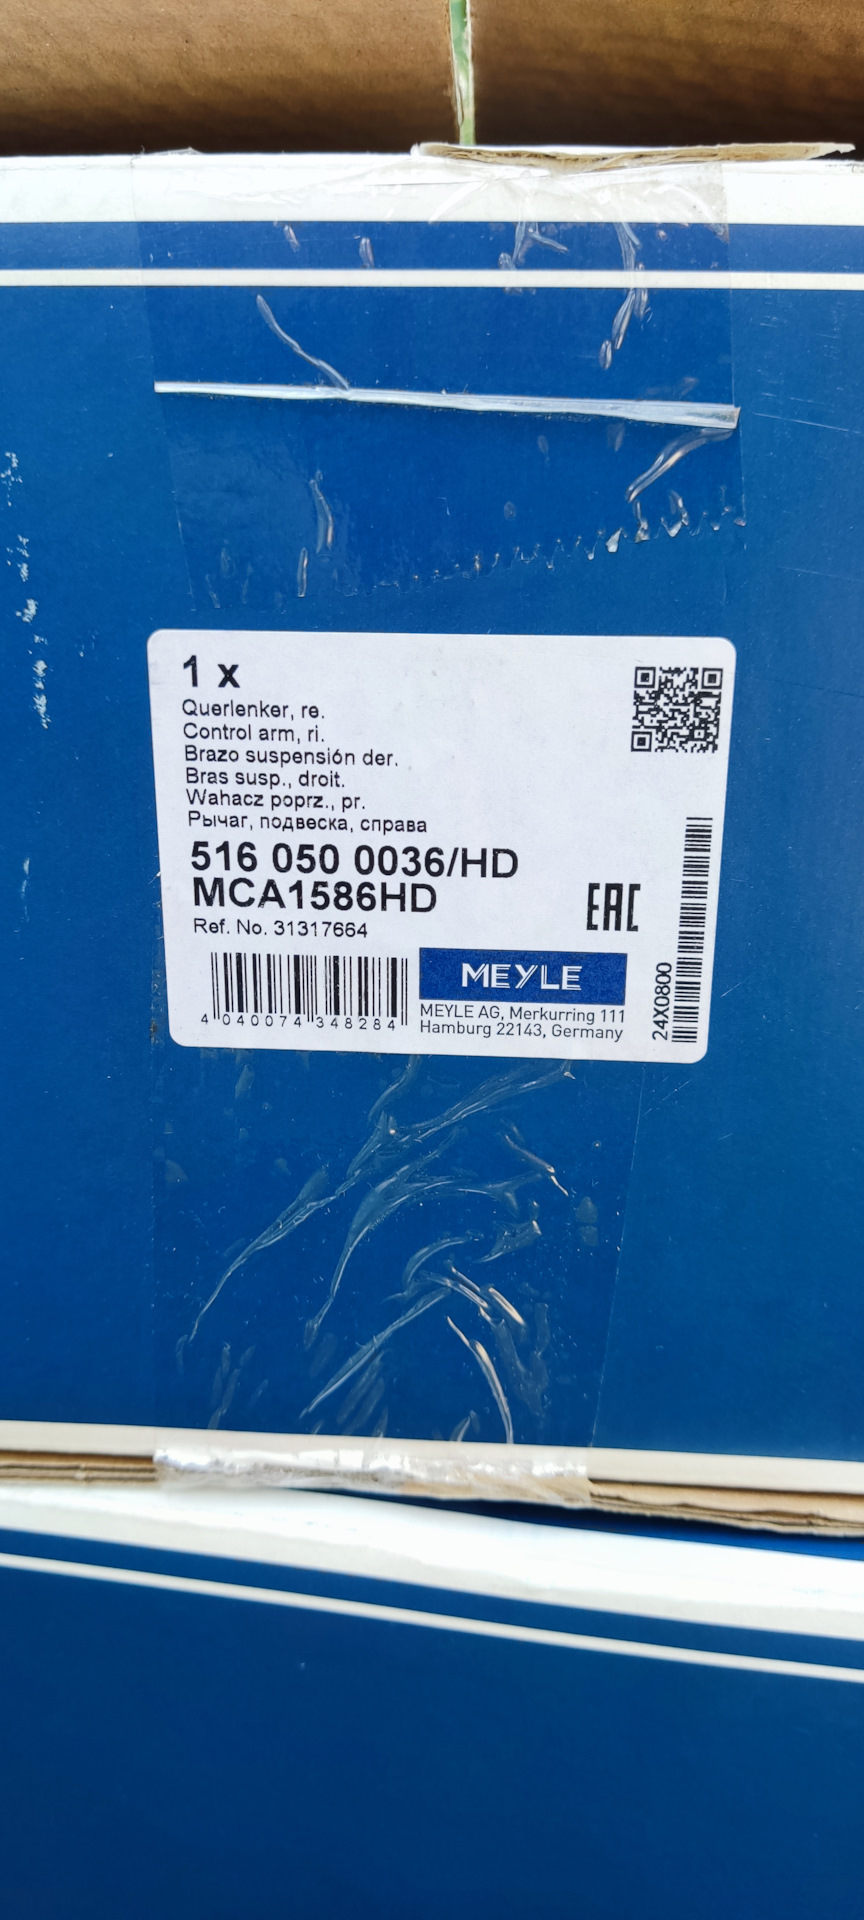 1 x
Querlenker, re.
Control arm, ri.
Brazo suspensión der.
Bras susp., droit.
Wahacz poprz., pr.
Рычаг, подвеска, справа
516 050 0036/HD
MCA1586HD
Ref. No. 31317664
EAC
4 040074 348284
MEYLE
MEYLE AG, Merkurring 111
Hamburg 22143, Germany
24X0800